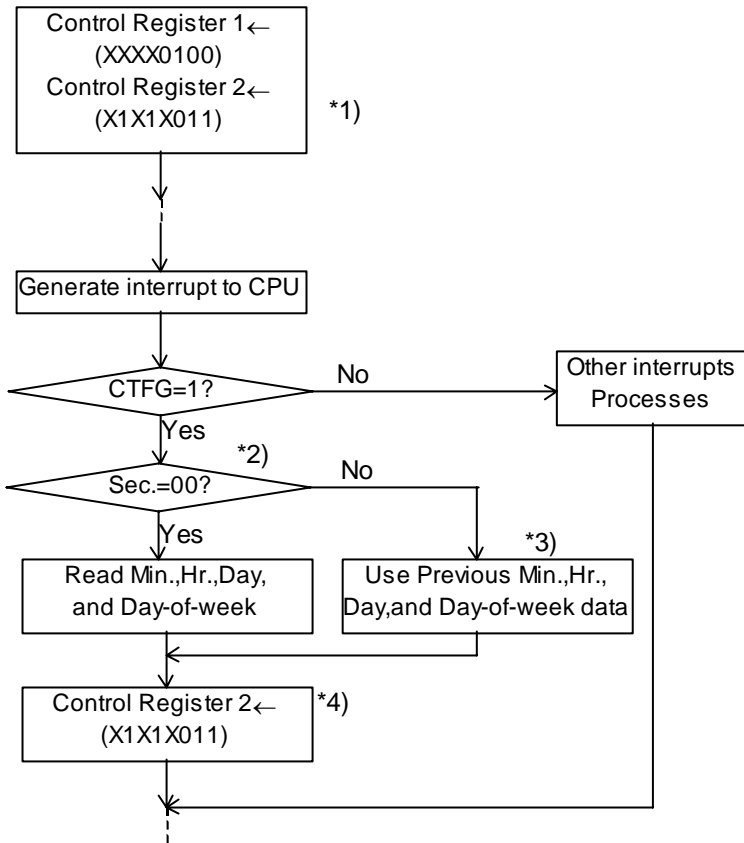 Control Register 1←
(XXXX0100)
Control Register 2←
(X1X1X011)
*1)
Generate interrupt to CPU
CTFG=1?
No
Other interrupts
Processes
Yes
*2)
Sec.=00?
No
Yes
*3)
Read Min.,Hr.,Day,
and Day-of-week
Use Previous Min.,Hr.,
Day,and Day-of-week data
Control Register 2←
(X1X1X011)
*4)